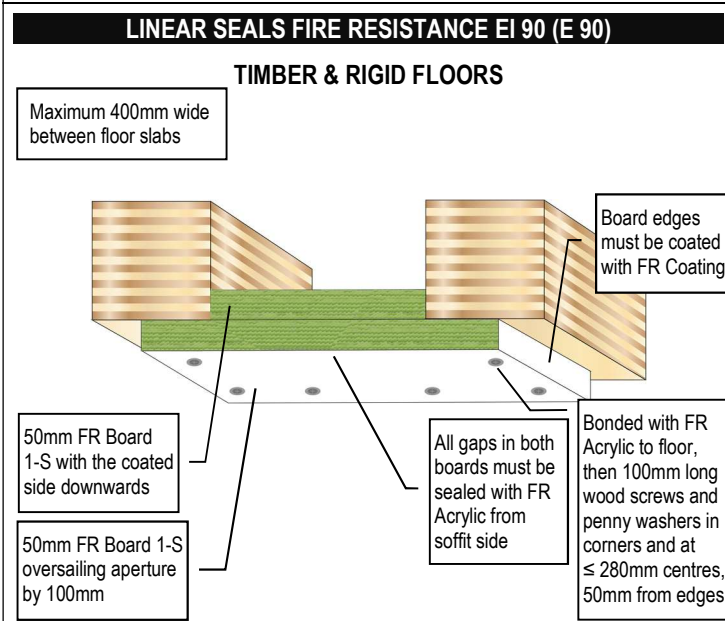 LINEAR SEALS FIRE RESISTANCE EI 90 (E 90)
TIMBER & RIGID FLOORS
Maximum 400mm wide
between floor slabs
Board edges
must be coated
with FR Coating
50mm FR Board
1-S with the coated
side downwards
50mm FR Board 1-S
oversailing aperture
by 100mm
All gaps in both
boards must be
sealed with FR
Acrylic from
soffit side
Bonded with FR
Acrylic to floor,
then 100mm long
wood screws and
penny washers in
corners and at
≤ 280mm centres,
50mm from edges